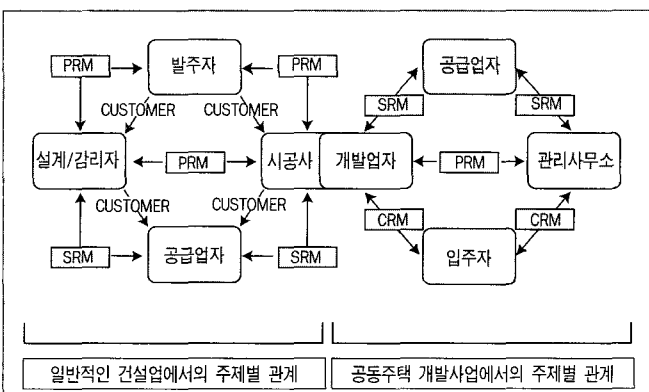 PRM
발주자
PRM
공급업자
CUSTOMER
CUSTOMER
SRM
SRM
설계/감리자
PRM
시공사
개발업자
PRM
관리사무소
CUSTOMER
CUSTOMER
CRM
CRM
SRM
공급업자
SRM
입주자
일반적인 건설업에서의 주제별 관계
공동주택 개발사업에서의 주제별 관계